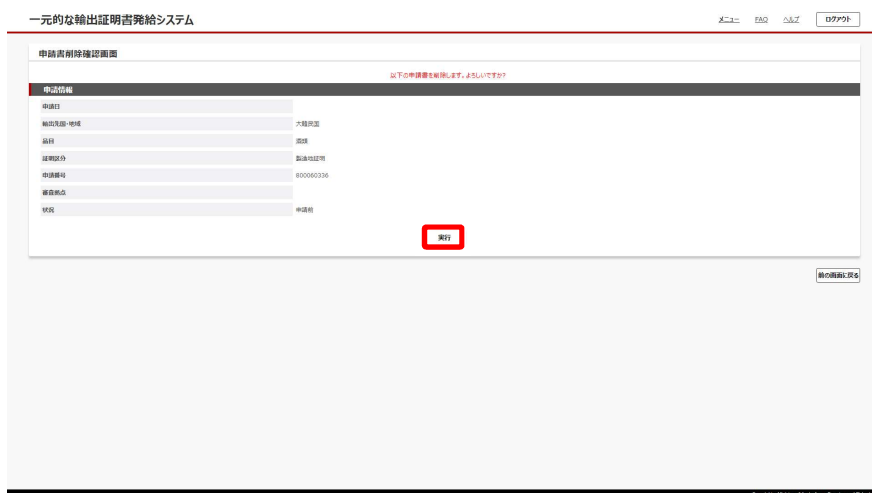 一元的な輸出証明書発給システム
メニュー FAQ ヘルプ ログアウト
申請書削除確認画面
以下の申請書を削除します。よろしいですか?
申請情報
申請日
輸出先国・地域 大韓民国
品目 酒類
証明区分 製造地証明
申請番号 800060336
審査拠点
状況 申請前
実行
前の画面に戻る